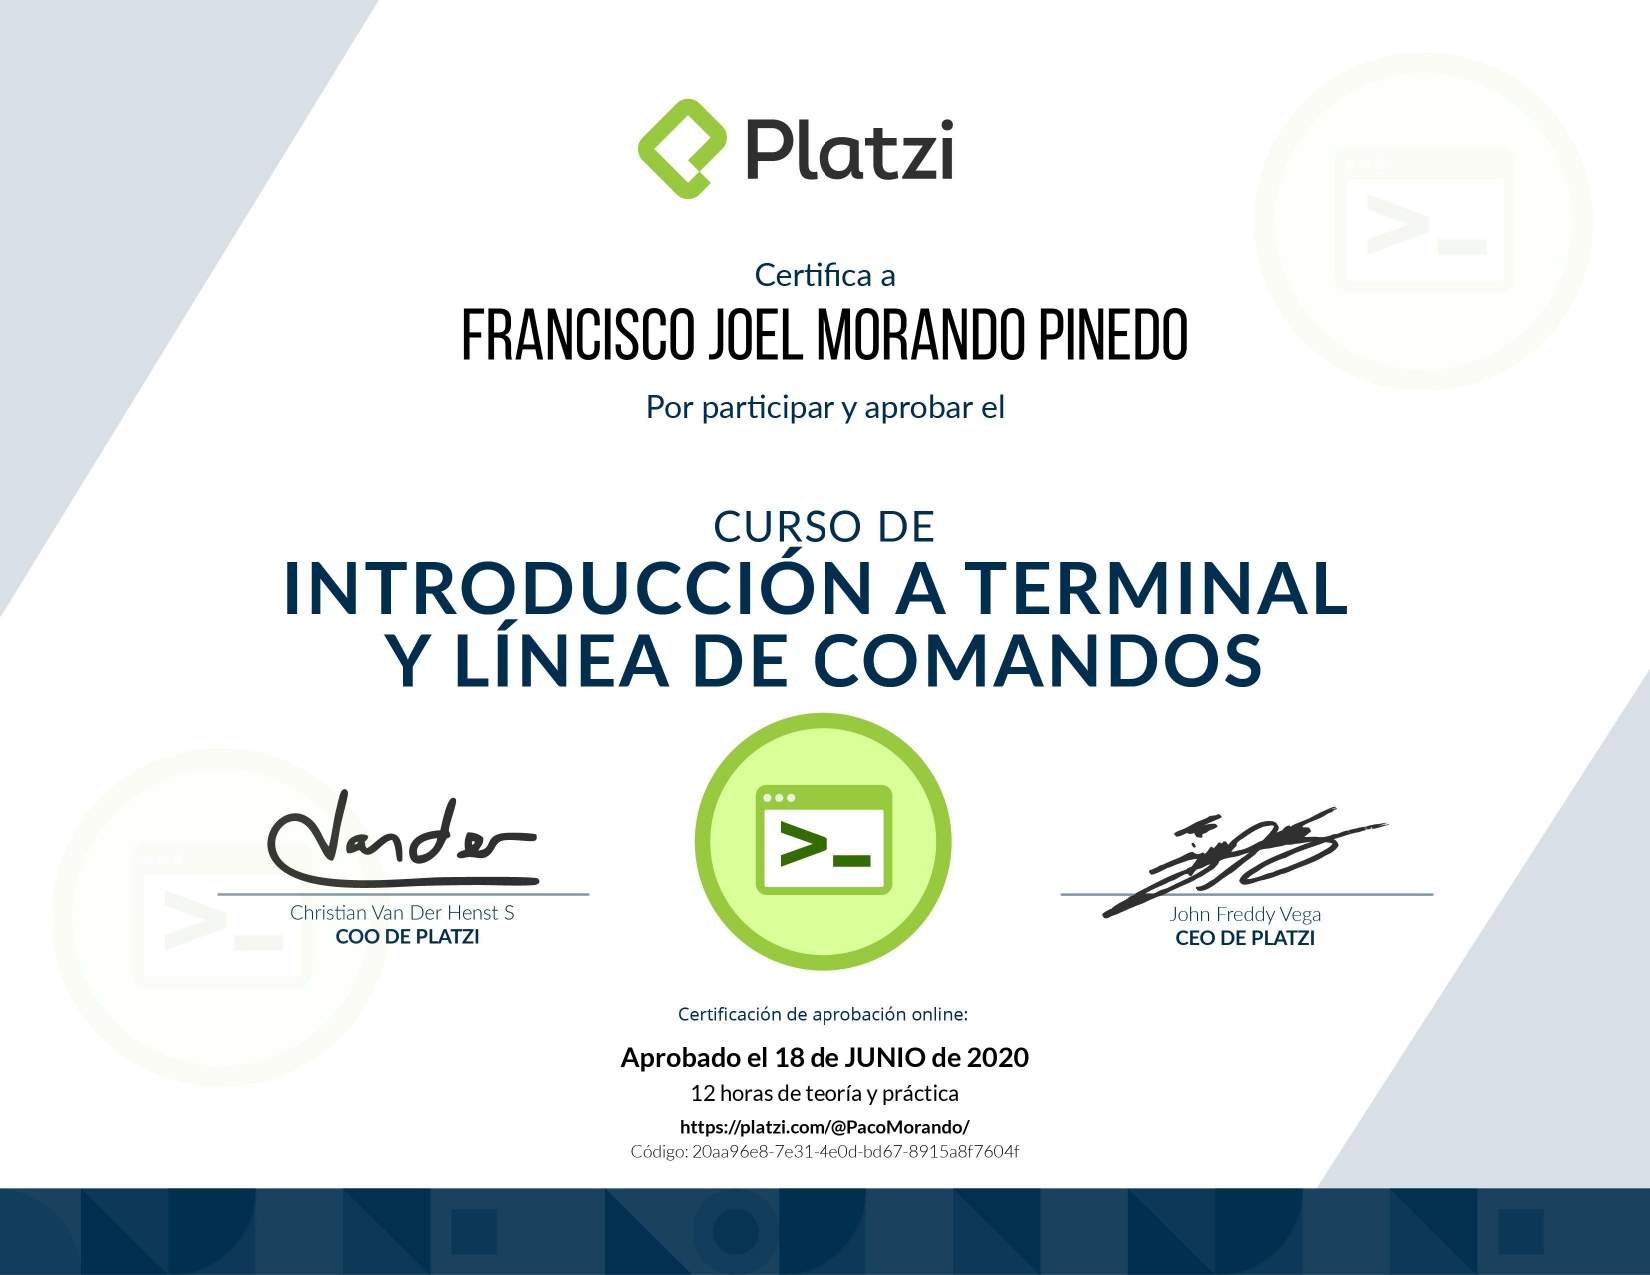 Platzi
Certifica a
FRANCISCO JOEL MORANDO PINEDO
Por participar y aprobar el
CURSO DE
INTRODUCCIÓN A TERMINAL
Y LÍNEA DE COMANDOS
>_
Vander
Christian Van Der Henst S
COO DE PLATZI
John Freddy Vega
CEO DE PLATZI
Certificación de aprobación online:
Aprobado el 18 de JUNIO de 2020
12 horas de teoría y práctica
https://platzi.com/@PacoMorando/
Código: 20aa96e8-7e31-4e0d-bd67-8915a8f7604f